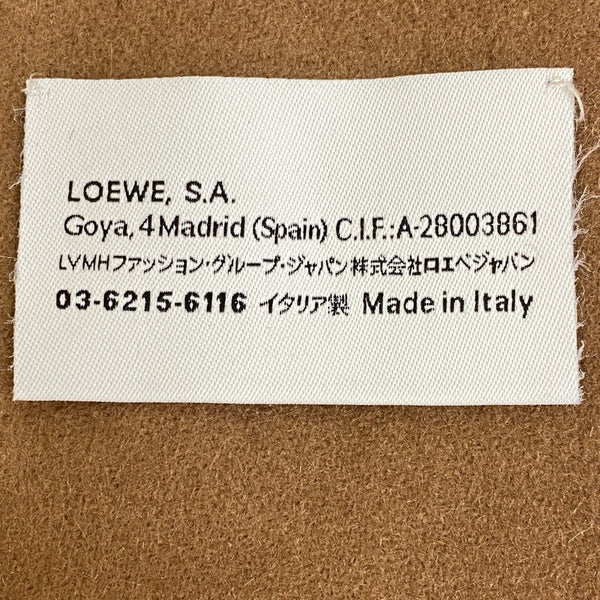 LOEWE, S.A.
Goya, 4 Madrid (Spain) C.I.F.:A-28003861
LVMHファッション・グループ・ジャパン株式会社ロエベジャパン
03-6215-6116 イタリア製 Made in Italy